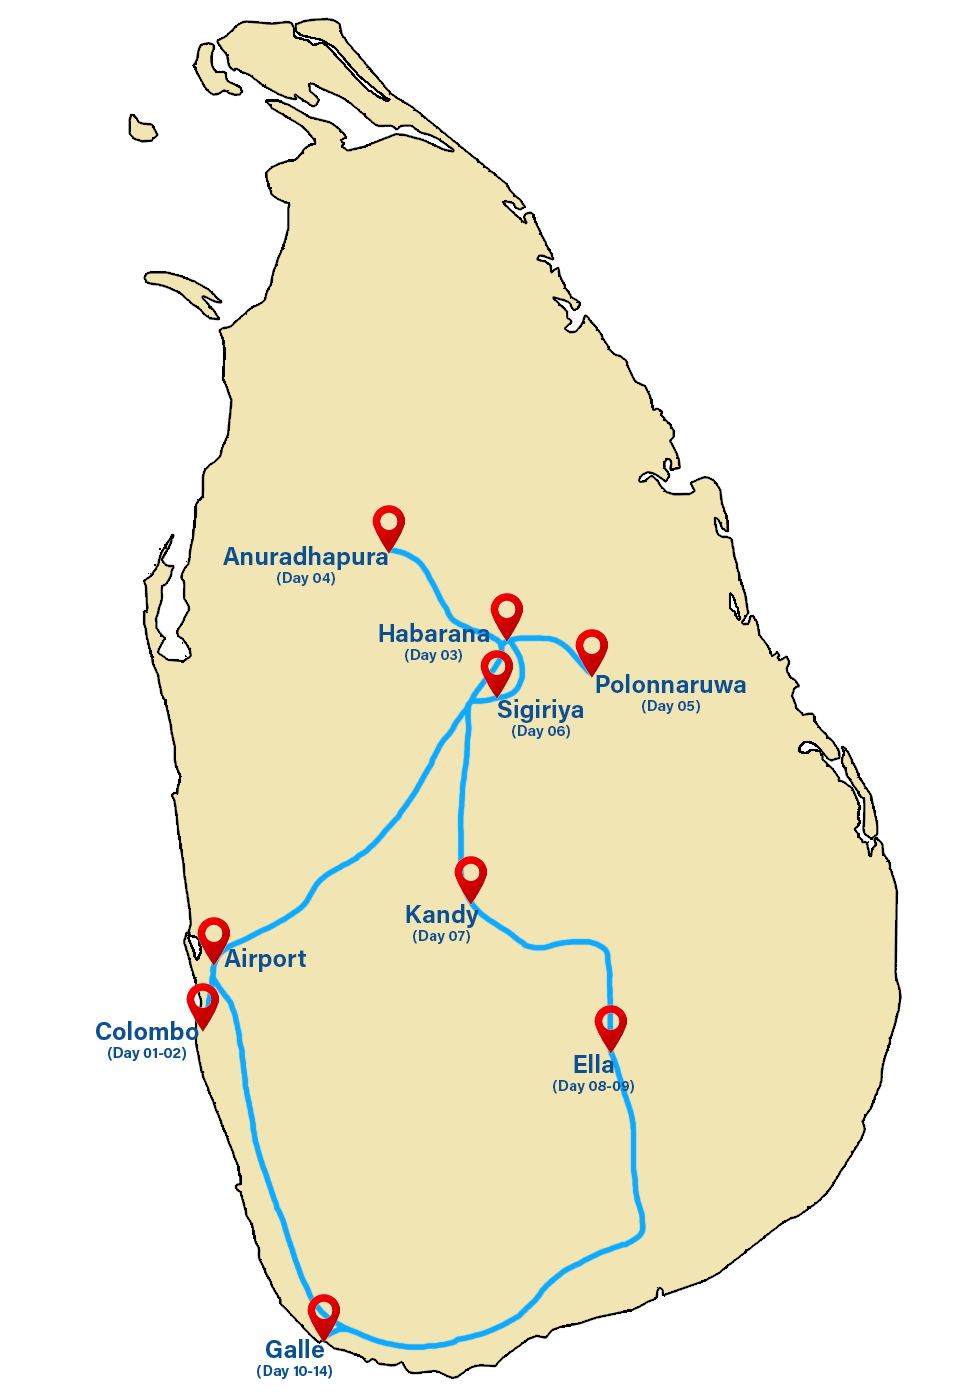 Anuradhapura
(Day 04)
Habarana
(Day 03)
Polonnaruwa
(Day 05)
Sigiriya
(Day 06)
Kandy
(Day 07)
Airport
Colombo
(Day 01-02)
Ella
(Day 08-09)
Galle
(Day 10-14)